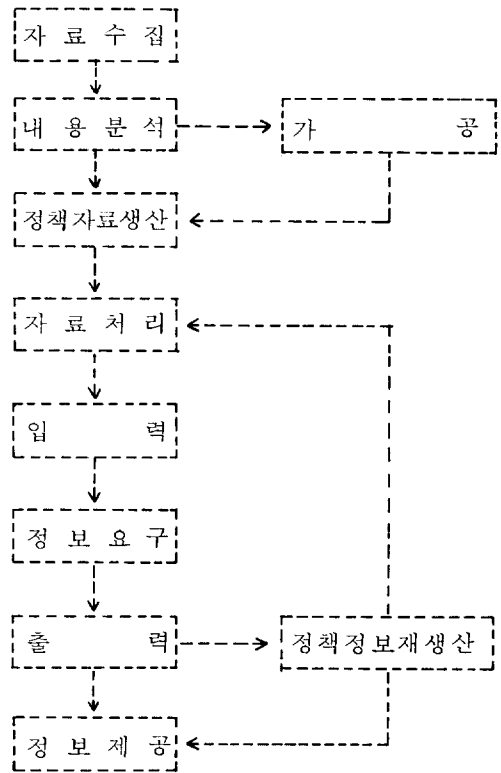 자료수집
내용분석
가공
정책자료생산
자료처리
입력
정보요구
출력
정책정보재생산
정보제공